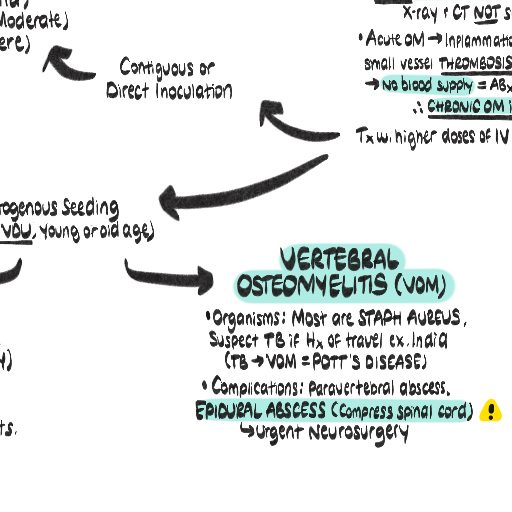 Moderate)
X-ray + CT NOT
• Acute OM → Inflammatio
small vessel THROMBOSIS
→ No blood supply = ABx
∴ CHRONIC OM i
Contiguous or
Direct Inoculation
Tx w. higher doses of IV
ogenous Seeding
VDU, young or old age)
VERTEBRAL
OSTEOMYELITIS (VOM)
• Organisms: Most are STAPH AUREUS.
Suspect TB if Hx of travel ex. India
(TB → VOM = POTT'S DISEASE)
• Complications: Paravertebral abscess,
EPIDURAL ABSCESS (Compress spinal cord) !
↳ Urgent Neurosurgery
ts.